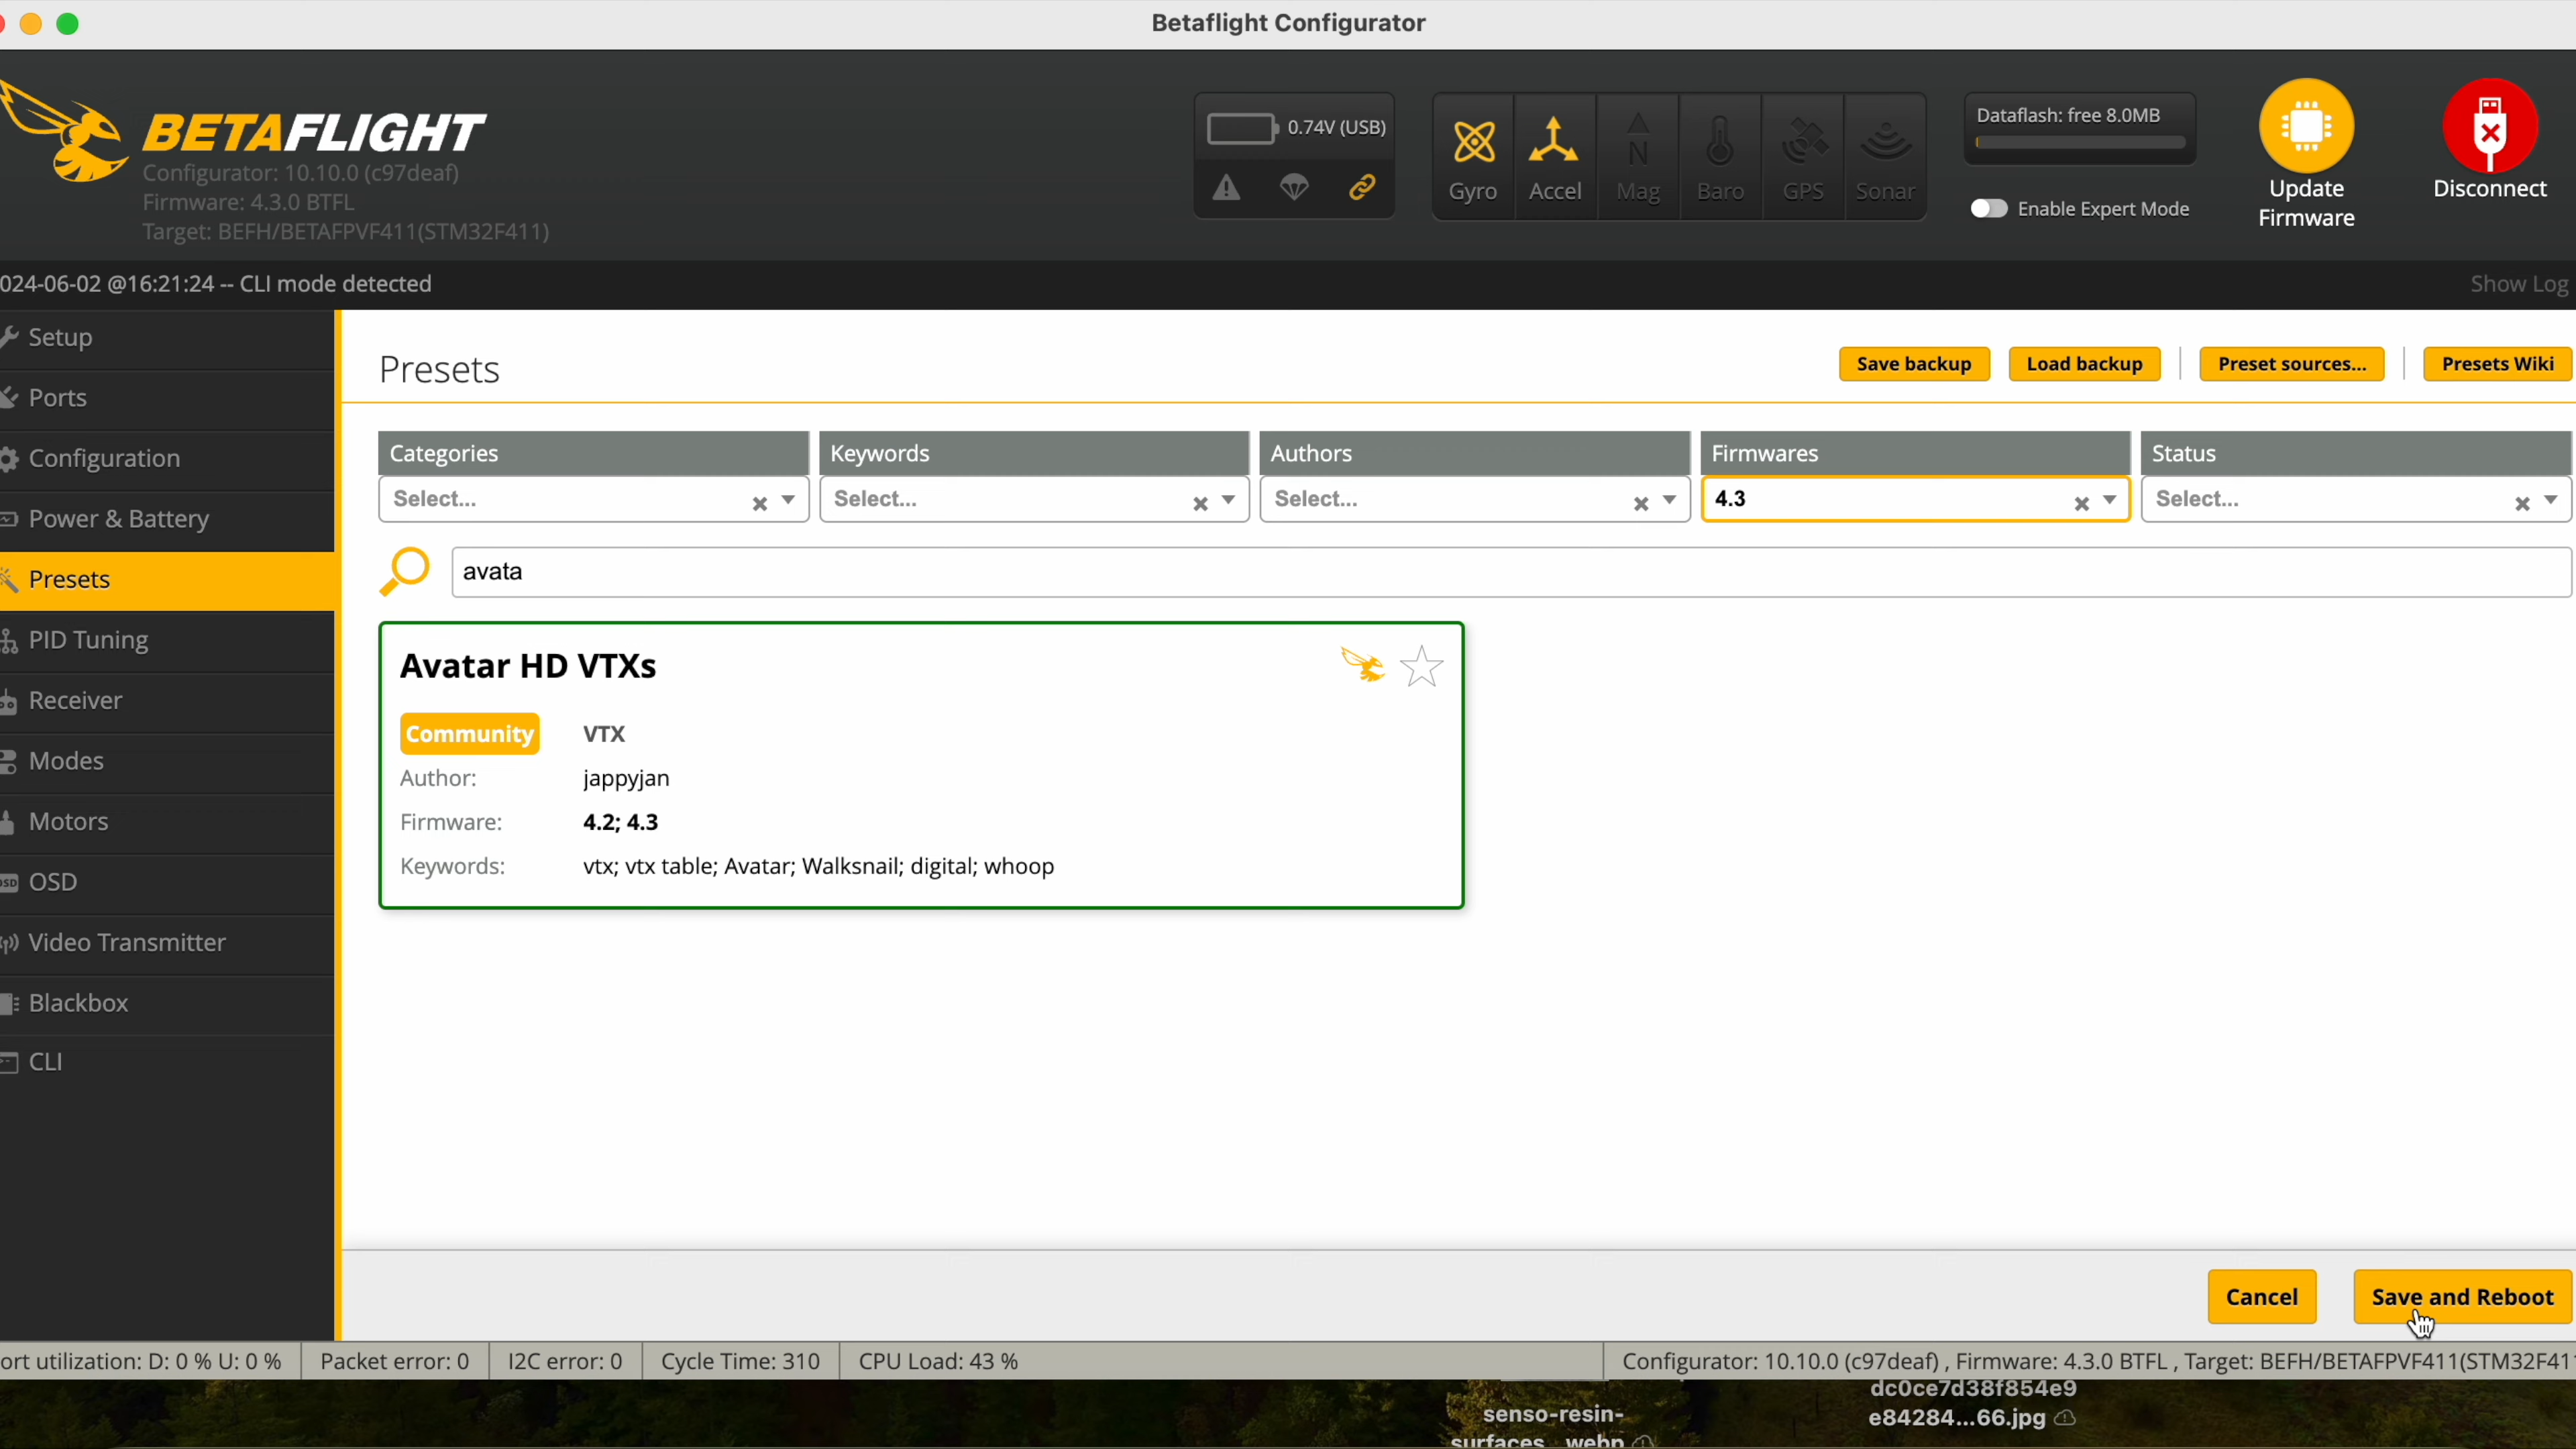 Betaflight Configurator
BETAFLIGHT
Configurator: 10.10.0 (c97deaf)
Firmware: 4.3.0 BTFL
Target: BEFH/BETAFPVF411(STM32F411)
0.74V (USB)
Gyro
Accel
N
Mag
Baro
GPS
Sonar
Dataflash: free 8.0MB
Enable Expert Mode
Update
Firmware
Disconnect
024-06-02 @16:21:24 -- CLI mode detected
Show Log
Setup
Ports
Configuration
Power & Battery
Presets
PID Tuning
Receiver
Modes
Motors
OSD
Video Transmitter
Blackbox
CLI
Presets
Save backup
Load backup
Preset sources...
Presets Wiki
Categories
Keywords
Authors
Firmwares
Status
Select...
Select...
Select...
4.3
Select...
avata
Avatar HD VTXs
Community VTX
Author: jappyjan
Firmware: 4.2; 4.3
Keywords: vtx; vtx table; Avatar; Walksnail; digital; whoop
Cancel
Save and Reboot
ort utilization: D: 0 % U: 0 %
Packet error: 0
I2C error: 0
Cycle Time: 310
CPU Load: 43 %
Configurator: 10.10.0 (c97deaf) , Firmware: 4.3.0 BTFL , Target: BEFH/BETAFPVF411(STM32F41
senso-resin-
surfaces...webp
dc0ce7d38f854e9
e84284...66.jpg